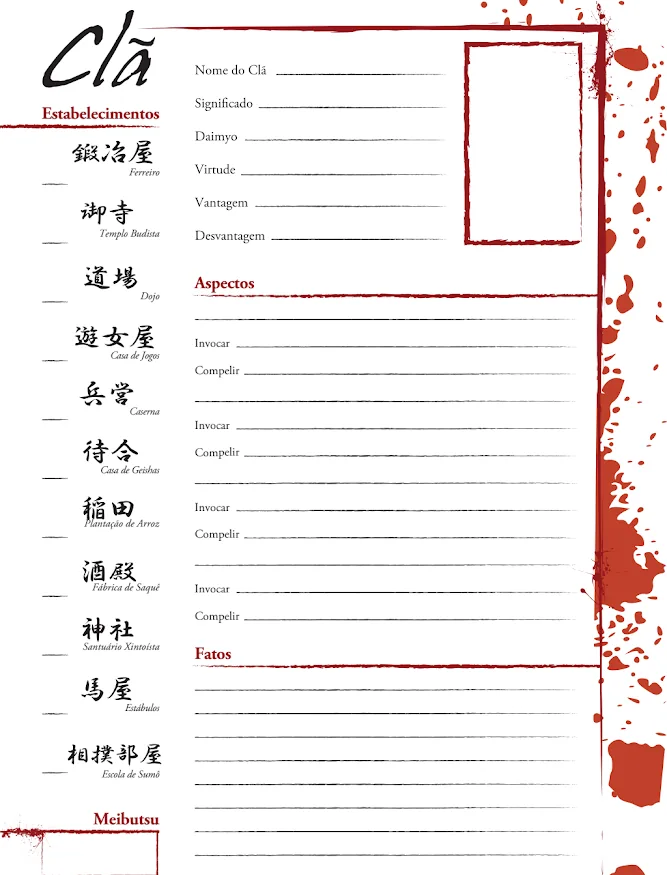 Clã
Estabelecimentos
鍛冶屋
Ferreiro
御寺
Templo Budista
道場
Dojo
遊女屋
Casa de Jogos
兵営
Caserna
待合
Casa de Geishas
稲田
Plantação de Arroz
酒殿
Fábrica de Saquê
神社
Santuário Xintoísta
馬屋
Estábulos
相撲部屋
Escola de Sumô
Meibutsu
Nome do Clã
Significado
Daimyo
Virtude
Vantagem
Desvantagem
Aspectos
Invocar
Compelir
Invocar
Compelir
Invocar
Compelir
Invocar
Compelir
Fatos